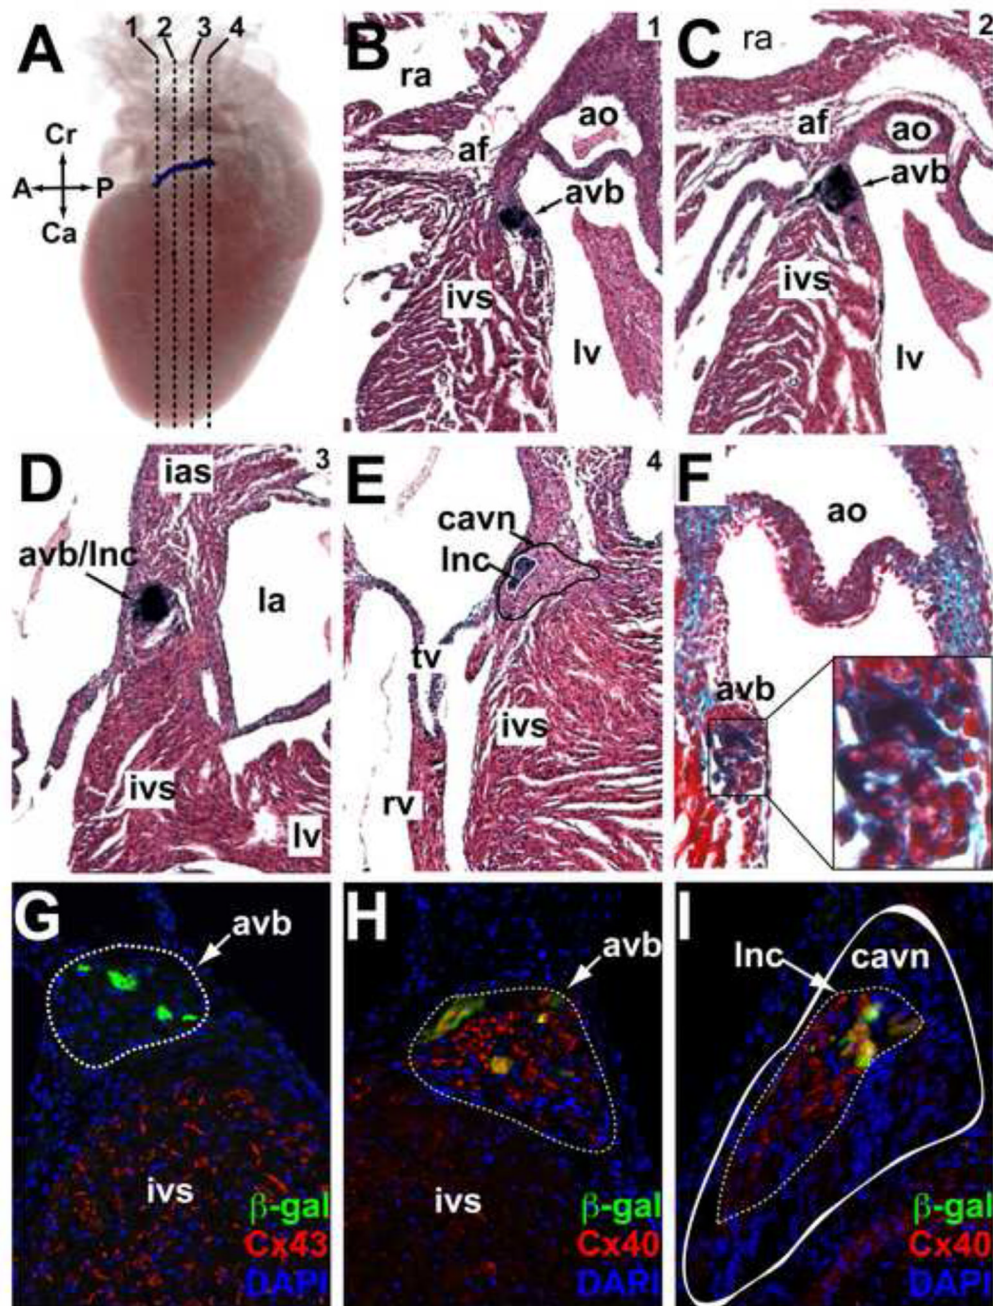 A
1 2 3 4
Cr
A P
Ca
B
1
ra
ao
af
avb
ivs
lv
C
2
ra
ao
af
avb
ivs
lv
D
3
ias
avb/lnc
la
ivs
lv
E
4
cavn
lnc
tv
ivs
rv
F
ao
avb
G
avb
ivs
β-gal
Cx43
DAPI
H
avb
ivs
β-gal
Cx40
DAPI
I
lnc
cavn
β-gal
Cx40
DAPI